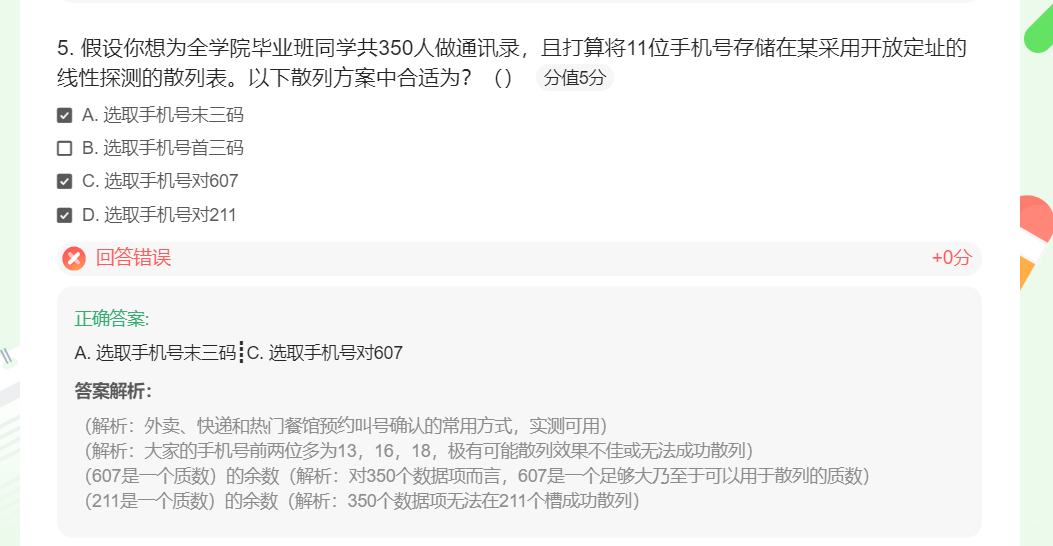 5. 假设你想为全学院毕业班同学共350人做通讯录，且打算将11位手机号存储在某采用开放定址的
线性探测的散列表。以下散列方案中合适为？（） 分值5分
A. 选取手机号末三码
B. 选取手机号首三码
C. 选取手机号对607
D. 选取手机号对211
回答错误 +0分
正确答案:
A. 选取手机号末三码┋C. 选取手机号对607
答案解析：
（解析：外卖、快递和热门餐馆预约叫号确认的常用方式，实测可用）
（解析：大家的手机号前两位多为13，16，18，极有可能散列效果不佳或无法成功散列）
（607是一个质数）的余数（解析：对350个数据项而言，607是一个足够大乃至于可以用于散列的质数）
（211是一个质数）的余数（解析：350个数据项无法在211个槽成功散列）